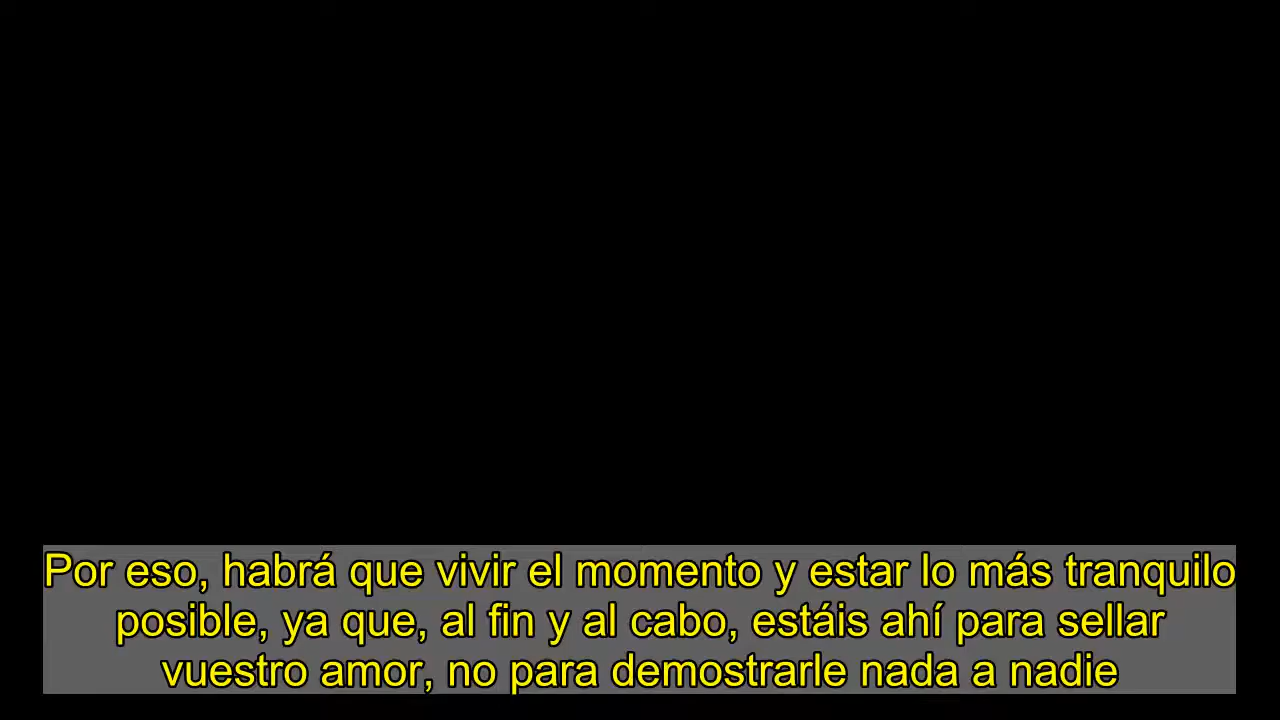 Por eso, habrá que vivir el momento y estar lo más tranquilo
posible, ya que, al fin y al cabo, estáis ahí para sellar
vuestro amor, no para demostrarle nada a nadie